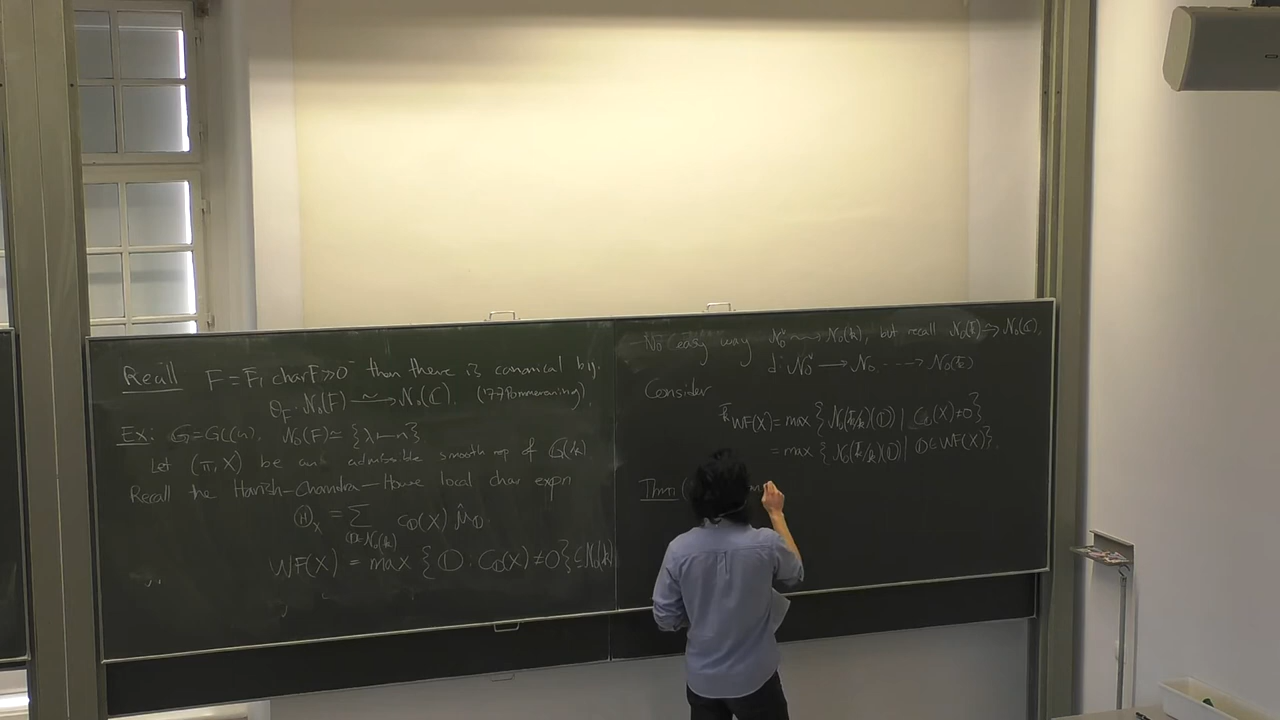 Recall F = F̄, char F ≫ 0 then there is canonical bij.
θ_F : N_o(F) ⥲ N_o(ℂ). ('77 Pommerening).
Ex: G = GL(n), N_o(F) ≃ {λ ⊢ n}
Let (π, X) be an admissible smooth rep of G(k)
Recall the Harish-Chandra-Howe local char expn
Θ_X = Σ_{𝕆∈N_o(k)} c_𝕆(X) μ̂_𝕆.
WF(X) = max {𝕆 : c_𝕆(X) ≠ 0} ⊂ N_o(k)
No easy way N_o^∨ ⇝ N_o(k), but recall N_o(k̄) ⥲ N_o(ℂ).
d : N_o^∨ ⟶ N_o ⇢ N_o(k̄)
Consider
^{k̄}WF(X) = max {N_o(k̄/k)(𝕆) | c_𝕆(X) ≠ 0}
= max {N_o(k̄/k)(𝕆) | 𝕆 ∈ WF(X)}.
Thm (